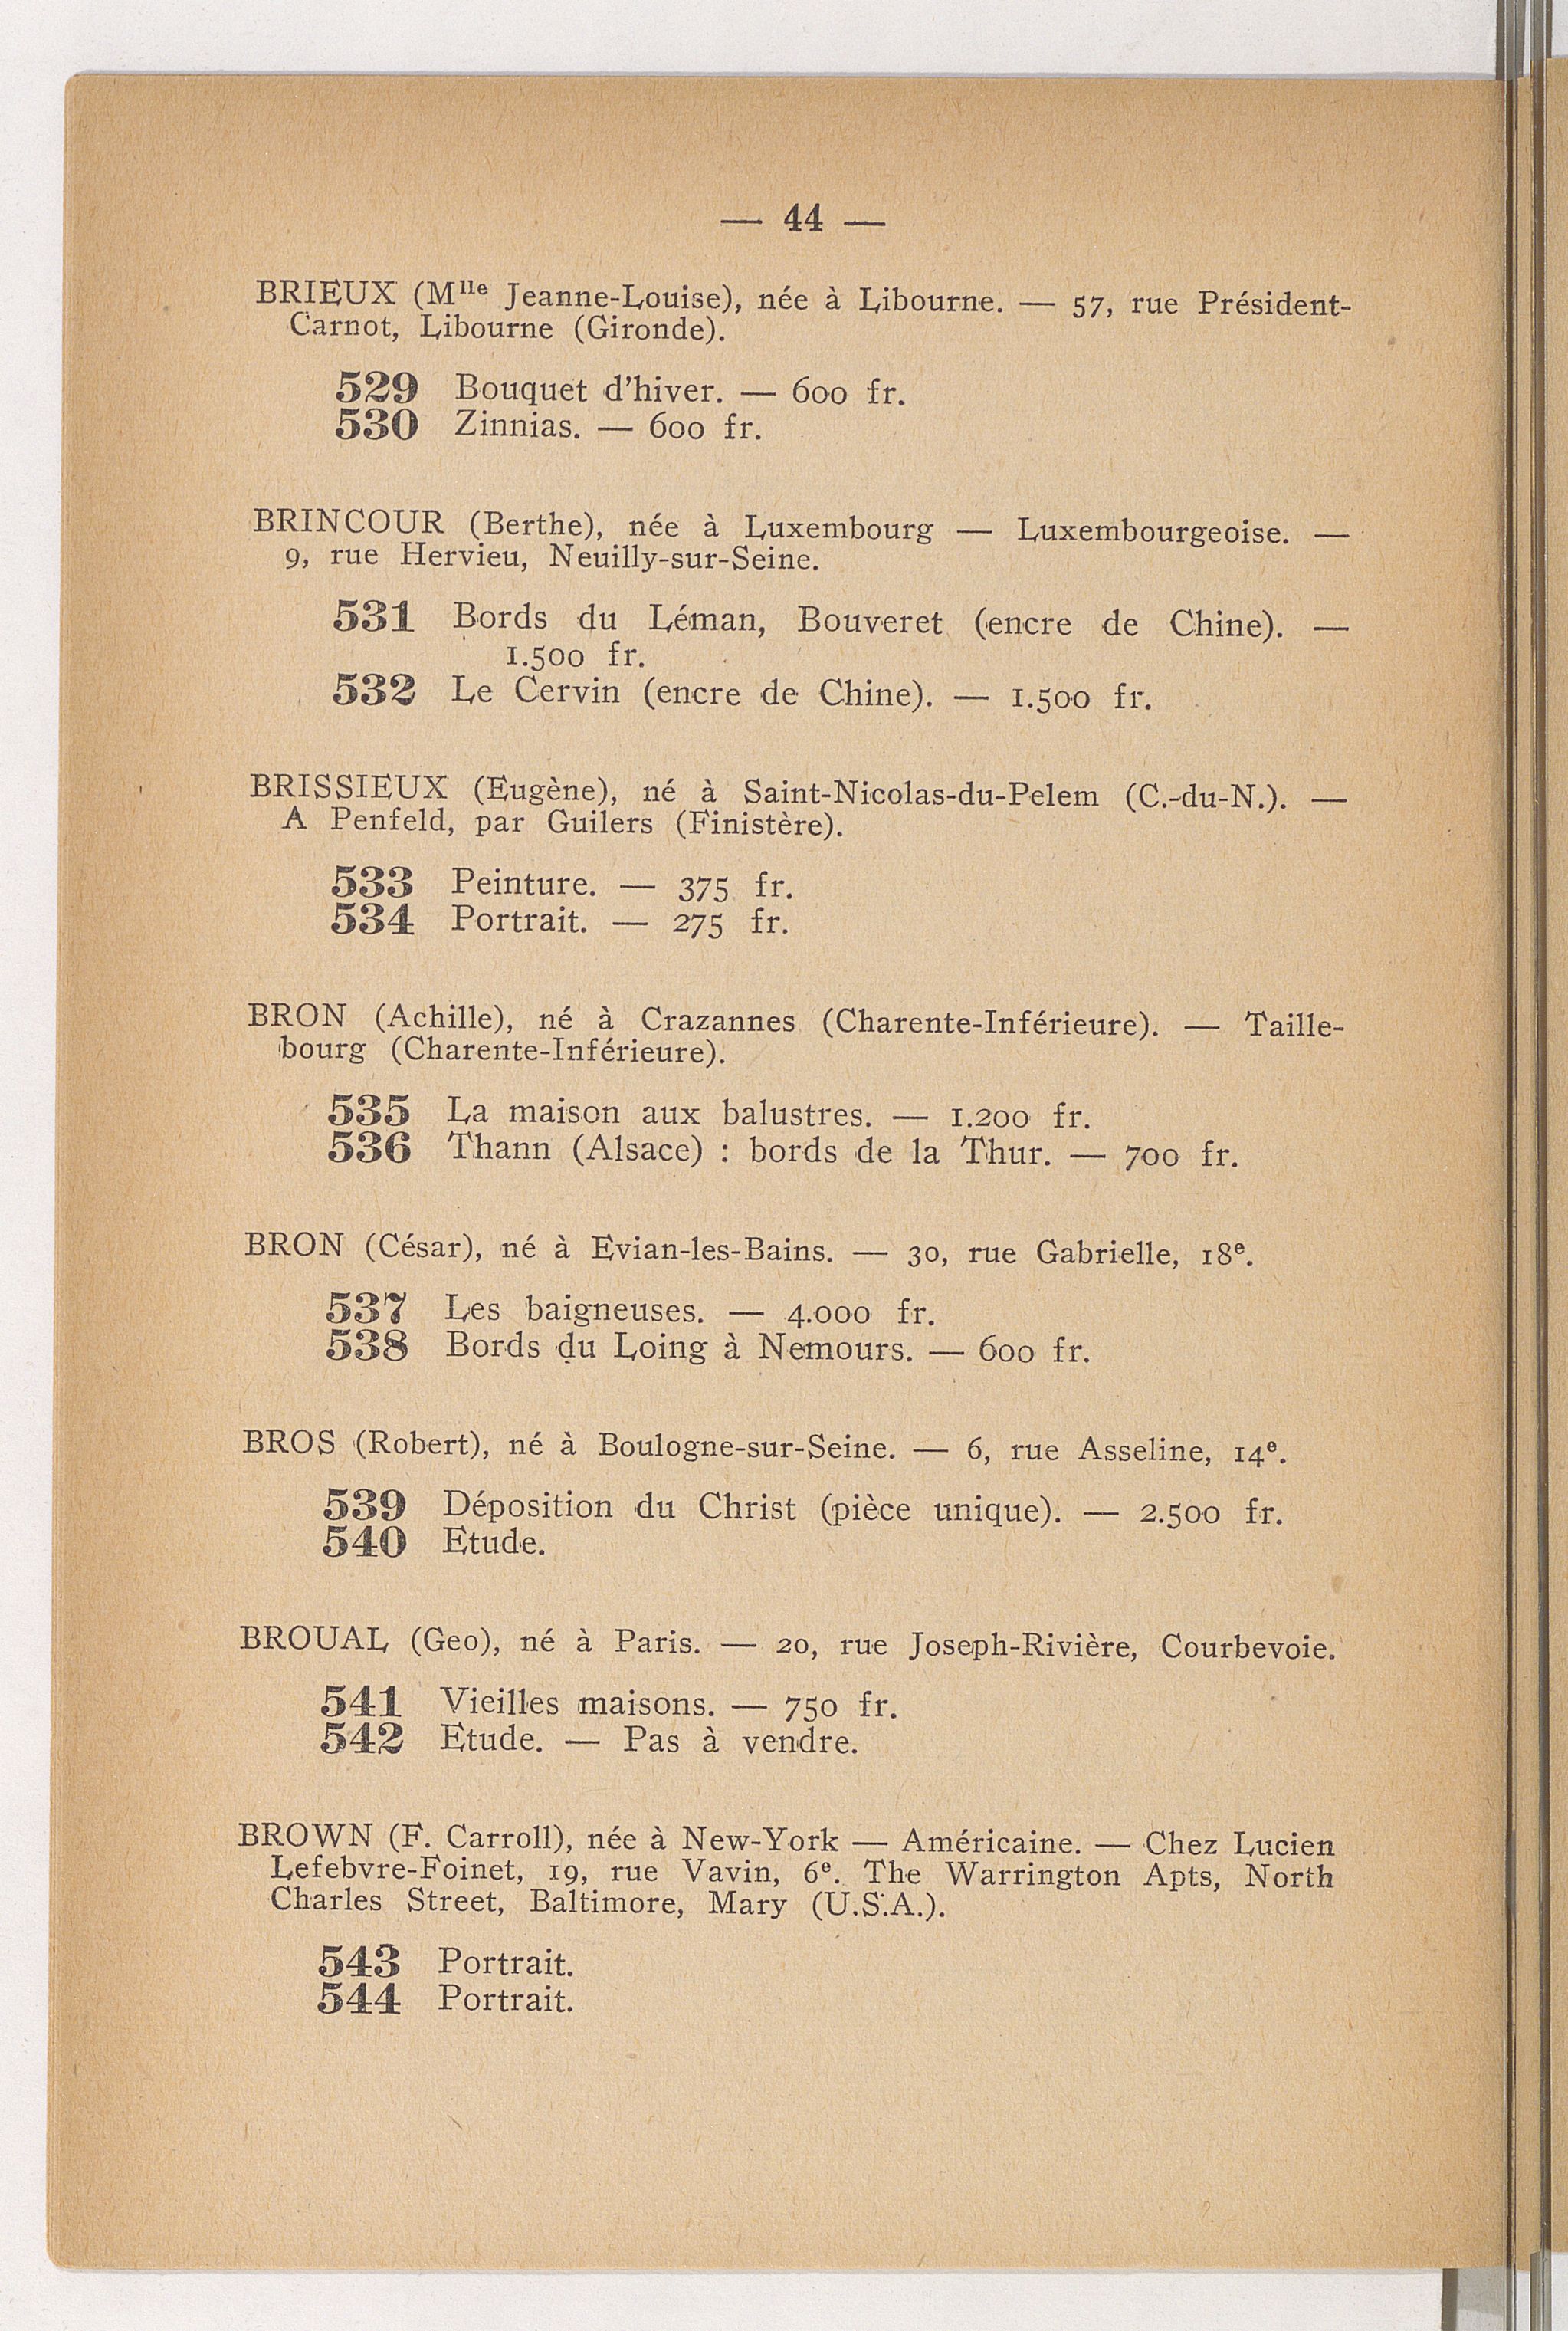 — 44 —
BRIEUX (Mlle Jeanne-Louise), née à Libourne. — 57, rue Président-
Carnot, Libourne (Gironde).
529 Bouquet d'hiver. — 600 fr.
530 Zinnias. — 600 fr.
BRINCOUR (Berthe), née à Luxembourg — Luxembourgeoise. —
9, rue Hervieu, Neuilly-sur-Seine.
531 Bords du Léman, Bouveret (encre de Chine). —
1.500 fr.
532 Le Cervin (encre de Chine). — 1.500 fr.
BRISSIEUX (Eugène), né à Saint-Nicolas-du-Pelem (C.-du-N.). —
A Penfeld, par Guilers (Finistère).
533 Peinture. — 375 fr.
534 Portrait. — 275 fr.
BRON (Achille), né à Crazannes (Charente-Inférieure). — Taille-
bourg (Charente-Inférieure).
535 La maison aux balustres. — 1.200 fr.
536 Thann (Alsace) : bords de la Thur. — 700 fr.
BRON (César), né à Evian-les-Bains. — 30, rue Gabrielle, 18e.
537 Les baigneuses. — 4.000 fr.
538 Bords du Loing à Nemours. — 600 fr.
BROS (Robert), né à Boulogne-sur-Seine. — 6, rue Asseline, 14e.
539 Déposition du Christ (pièce unique). — 2.500 fr.
540 Etude.
BROUAL (Geo), né à Paris. — 20, rue Joseph-Rivière, Courbevoie.
541 Vieilles maisons. — 750 fr.
542 Etude. — Pas à vendre.
BROWN (F. Carroll), née à New-York — Américaine. — Chez Lucien
Lefebvre-Foinet, 19, rue Vavin, 6e. The Warrington Apts, North
Charles Street, Baltimore, Mary (U.S.A.).
543 Portrait.
544 Portrait.